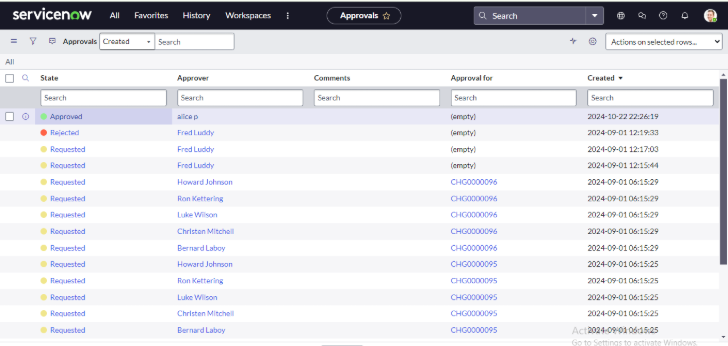 servicenow All Favorites History Workspaces Approvals Search
Approvals Created Search Actions on selected rows...
All
State Approver Comments Approval for Created
Search Search Search Search Search
Approved alice p (empty) 2024-10-22 22:26:19
Rejected Fred Luddy (empty) 2024-09-01 12:19:33
Requested Fred Luddy (empty) 2024-09-01 12:17:03
Requested Fred Luddy (empty) 2024-09-01 12:15:44
Requested Howard Johnson CHG0000096 2024-09-01 06:15:29
Requested Ron Kettering CHG0000096 2024-09-01 06:15:29
Requested Luke Wilson CHG0000096 2024-09-01 06:15:29
Requested Christen Mitchell CHG0000096 2024-09-01 06:15:29
Requested Bernard Laboy CHG0000096 2024-09-01 06:15:29
Requested Howard Johnson CHG0000095 2024-09-01 06:15:25
Requested Ron Kettering CHG0000095 2024-09-01 06:15:25
Requested Luke Wilson CHG0000095 2024-09-01 06:15:25
Requested Christen Mitchell CHG0000095 2024-09-01 06:15:25
Requested Bernard Laboy CHG0000095 2024-09-01 06:15:25
Go to Settings to activate Windows.